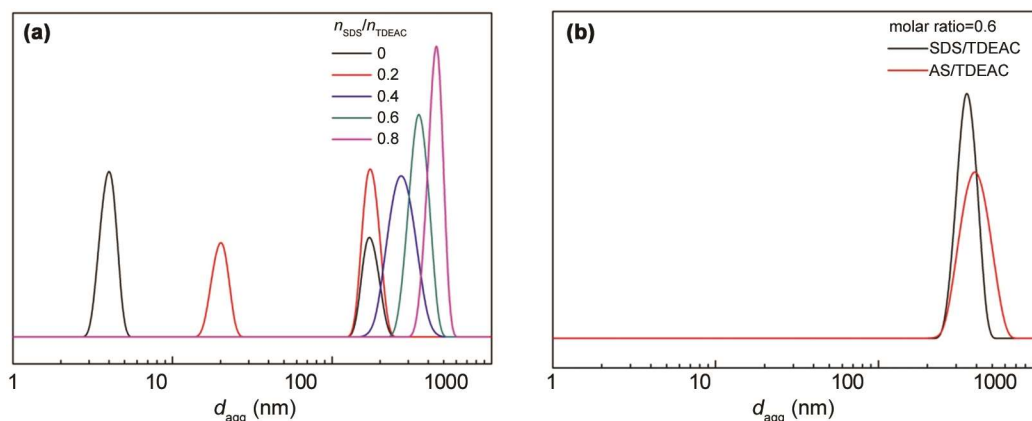 (a)
nSDS/nTDEAC
0
0.2
0.4
0.6
0.8
1 10 100 1000
dagg (nm)
(b)
molar ratio=0.6
SDS/TDEAC
AS/TDEAC
1 10 100 1000
dagg (nm)